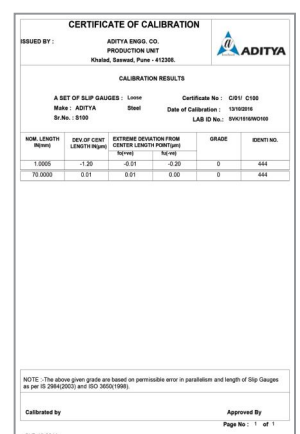 CERTIFICATE OF CALIBRATION
ISSUED BY : ADITYA ENGG. CO.
PRODUCTION UNIT
Khalad, Saswad, Pune - 412308.
ADITYA
CALIBRATION RESULTS
A SET OF SLIP GAUGES : Loose Certificate No : C/01/ C100
Make : ADITYA Steel Date of Calibration : 13/10/2016
Sr.No. : S100 LAB ID No.: SVK/1516/WO105
NOM. LENGTH IN(mm) DEV.OF CENT LENGTH IN(µm) EXTREME DEVIATION FROM CENTER LENGTH POINT(µm) GRADE IDENTI NO.
fo(+ve) fu(-ve)
1.0005 -1.20 -0.01 -0.20 0 444
70.0000 0.01 0.01 0.00 0 444
NOTE :-The above given grade are based on permissible error in paralleism and length of Slip Gauges
as per IS 2984(2003) and ISO 3650(1998).
Calibrated by Approved By
Page No : 1 of 1